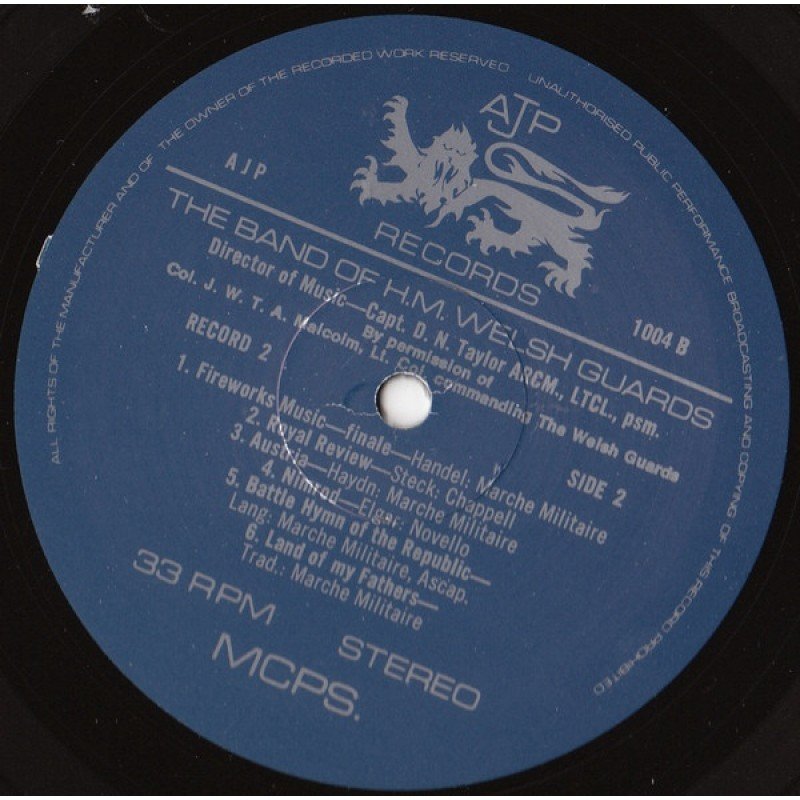 ALL RIGHTS OF THE MANUFACTURER AND OF THE OWNER OF THE RECORDED WORK RESERVED
UNAUTHORISED PUBLIC PERFORMANCE BROADCASTING AND COPYING OF THIS RECORD PROHIBITED
AJP
RECORDS
AJP
1004 B
THE BAND OF H.M. WELSH GUARDS
Director of Music—Capt. D. N. Taylor ARCM., LTCL., psm.
By permission of
Col. J. W. T. A. Malcolm, Lt. Col. commanding The Welsh Guards
RECORD 2
SIDE 2
1. Fireworks Music—finale—Handel: Marche Militaire
2. Royal Review—Steck: Chappell
3. Austria—Haydn: Marche Militaire
4. Nimrod—Elgar: Novello
5. Battle Hymn of the Republic—
Lang: Marche Militaire, Ascap.
6. Land of my Fathers—
Trad.: Marche Militaire
33 RPM
STEREO
MCPS.